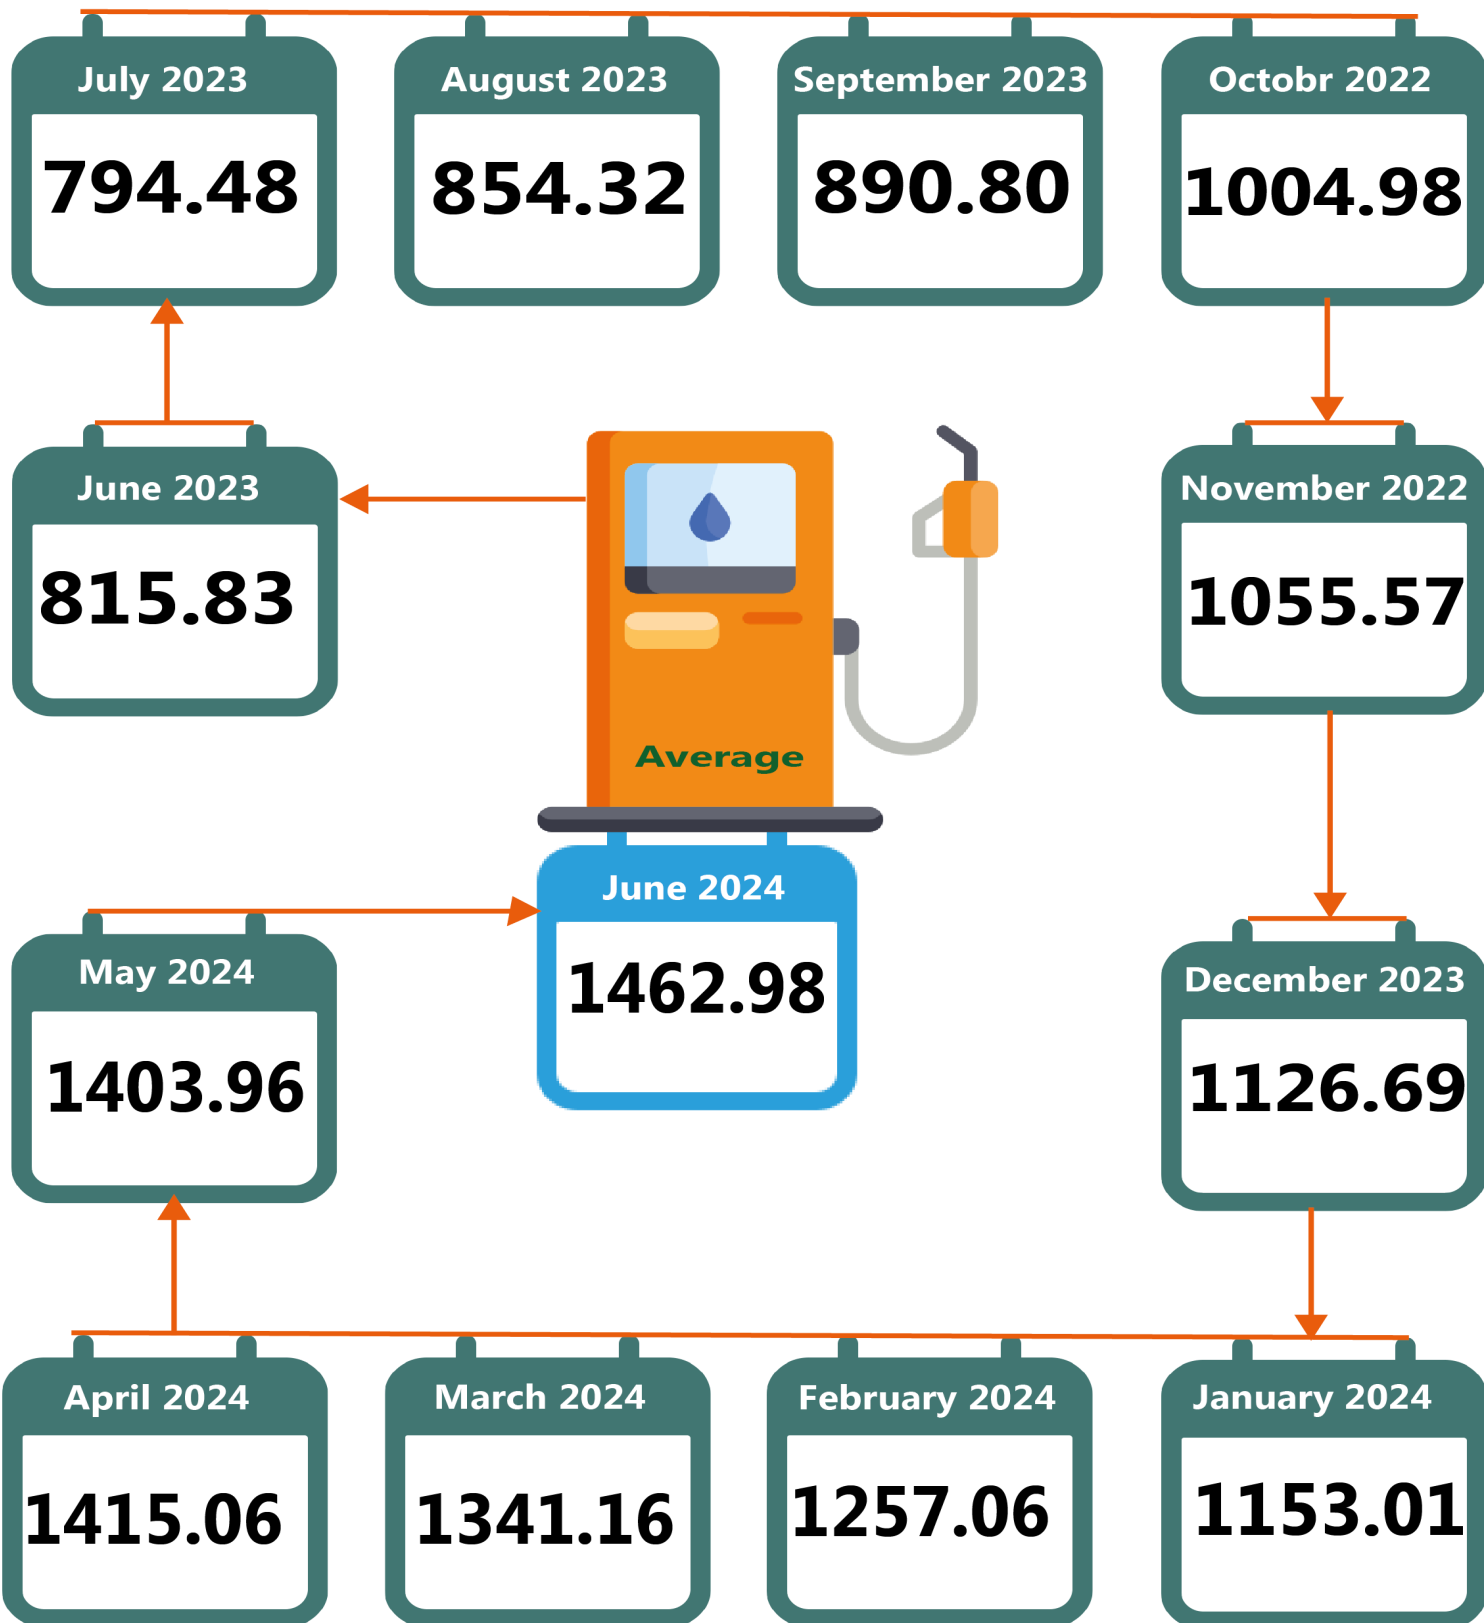 July 2023
794.48
August 2023
854.32
September 2023
890.80
Octobr 2022
1004.98
June 2023
815.83
Average
November 2022
1055.57
June 2024
1462.98
May 2024
1403.96
December 2023
1126.69
April 2024
1415.06
March 2024
1341.16
February 2024
1257.06
January 2024
1153.01